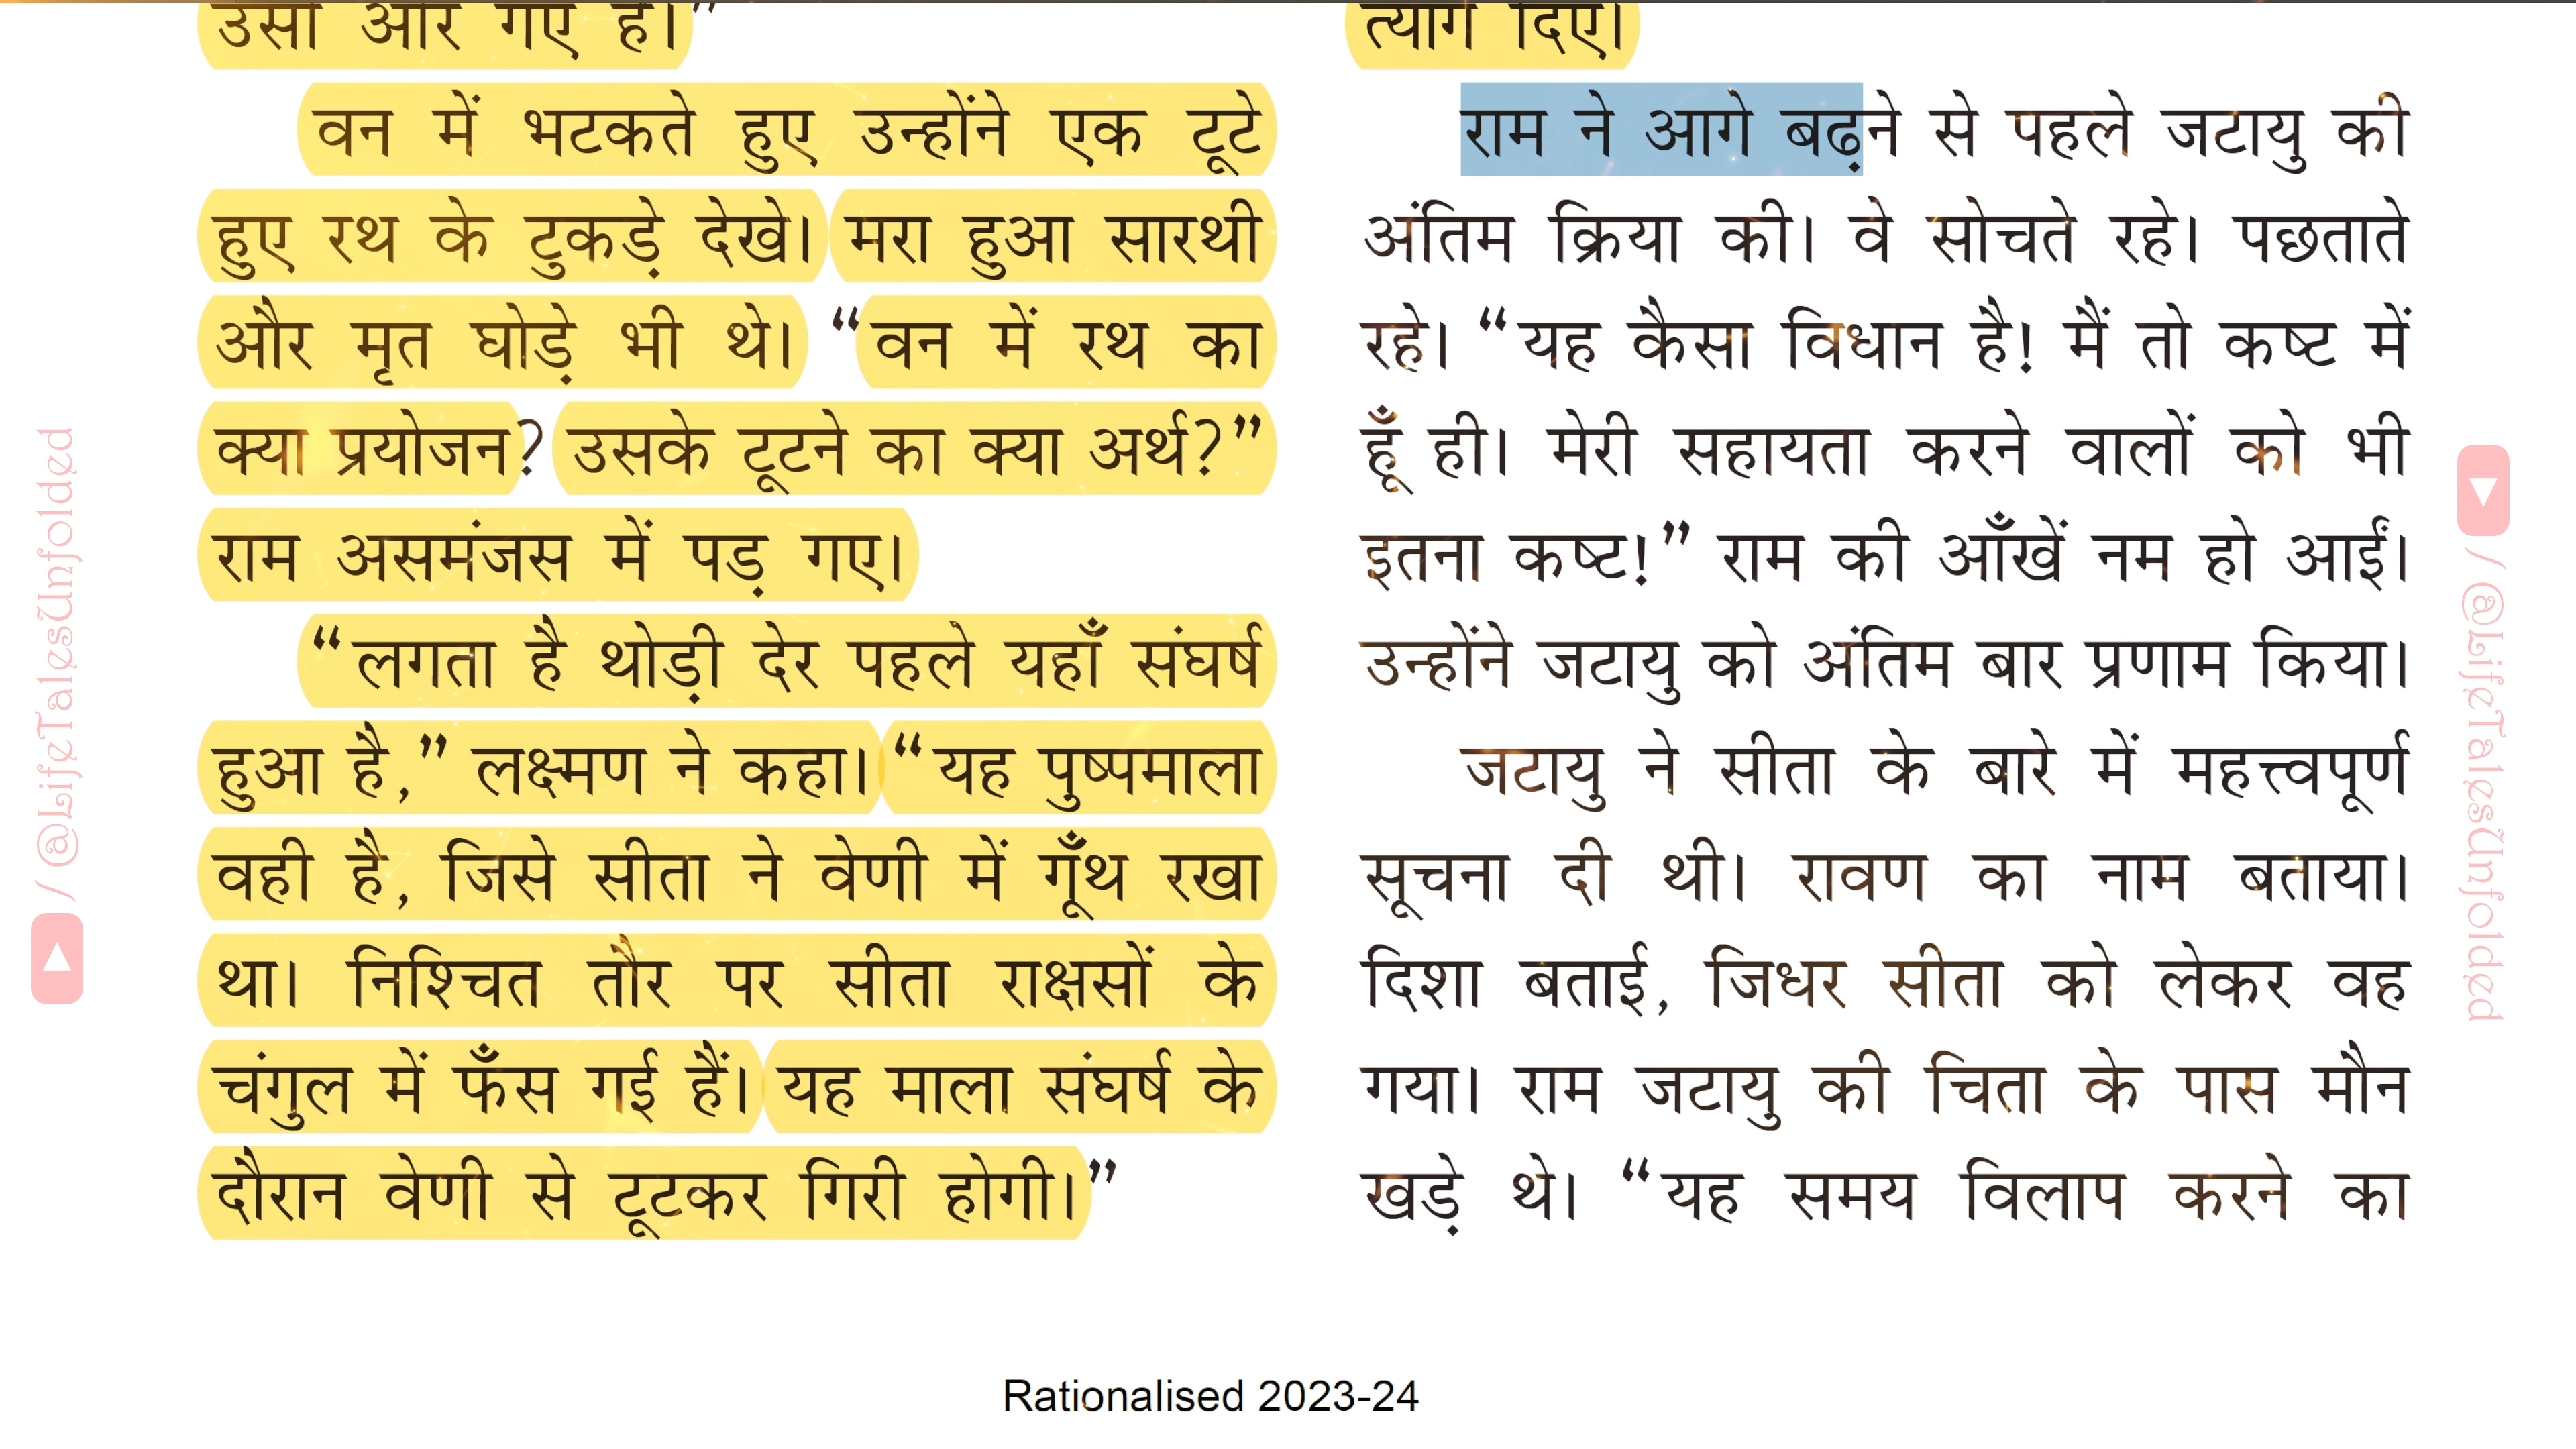 उसी ओर गए हैं।”
वन में भटकते हुए उन्होंने एक टूटे
हुए रथ के टुकड़े देखे। मरा हुआ सारथी
और मृत घोड़े भी थे। “वन में रथ का
क्या प्रयोजन? उसके टूटने का क्या अर्थ?”
राम असमंजस में पड़ गए।
“लगता है थोड़ी देर पहले यहाँ संघर्ष
हुआ है,” लक्ष्मण ने कहा। “यह पुष्पमाला
वही है, जिसे सीता ने वेणी में गूँथ रखा
था। निश्चित तौर पर सीता राक्षसों के
चंगुल में फँस गई हैं। यह माला संघर्ष के
दौरान वेणी से टूटकर गिरी होगी।”
त्याग दिए।
राम ने आगे बढ़ने से पहले जटायु की
अंतिम क्रिया की। वे सोचते रहे। पछताते
रहे। “यह कैसा विधान है! मैं तो कष्ट में
हूँ ही। मेरी सहायता करने वालों को भी
इतना कष्ट!” राम की आँखें नम हो आईं।
उन्होंने जटायु को अंतिम बार प्रणाम किया।
जटायु ने सीता के बारे में महत्त्वपूर्ण
सूचना दी थी। रावण का नाम बताया।
दिशा बताई, जिधर सीता को लेकर वह
गया। राम जटायु की चिता के पास मौन
खड़े थे। “यह समय विलाप करने का
Rationalised 2023-24
/ @LifeTalesUnfolded
/ @LifeTalesUnfolded